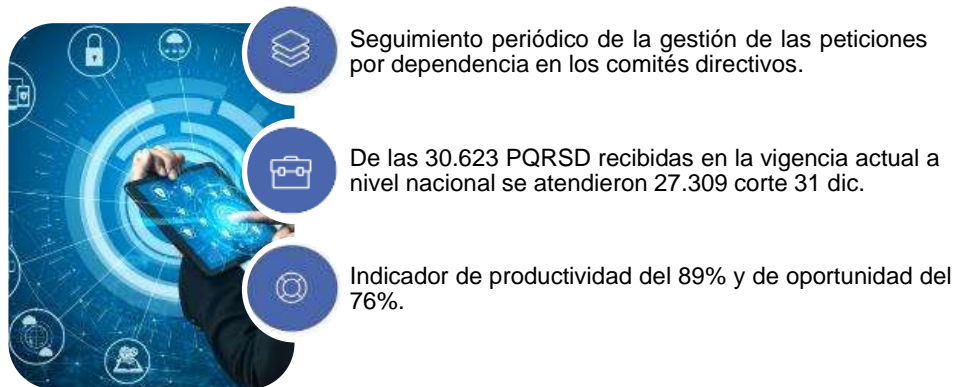 Seguimiento periódico de la gestión de las peticiones
por dependencia en los comités directivos.
De las 30.623 PQRSD recibidas en la vigencia actual a
nivel nacional se atendieron 27.309 corte 31 dic.
Indicador de productividad del 89% y de oportunidad del
76%.